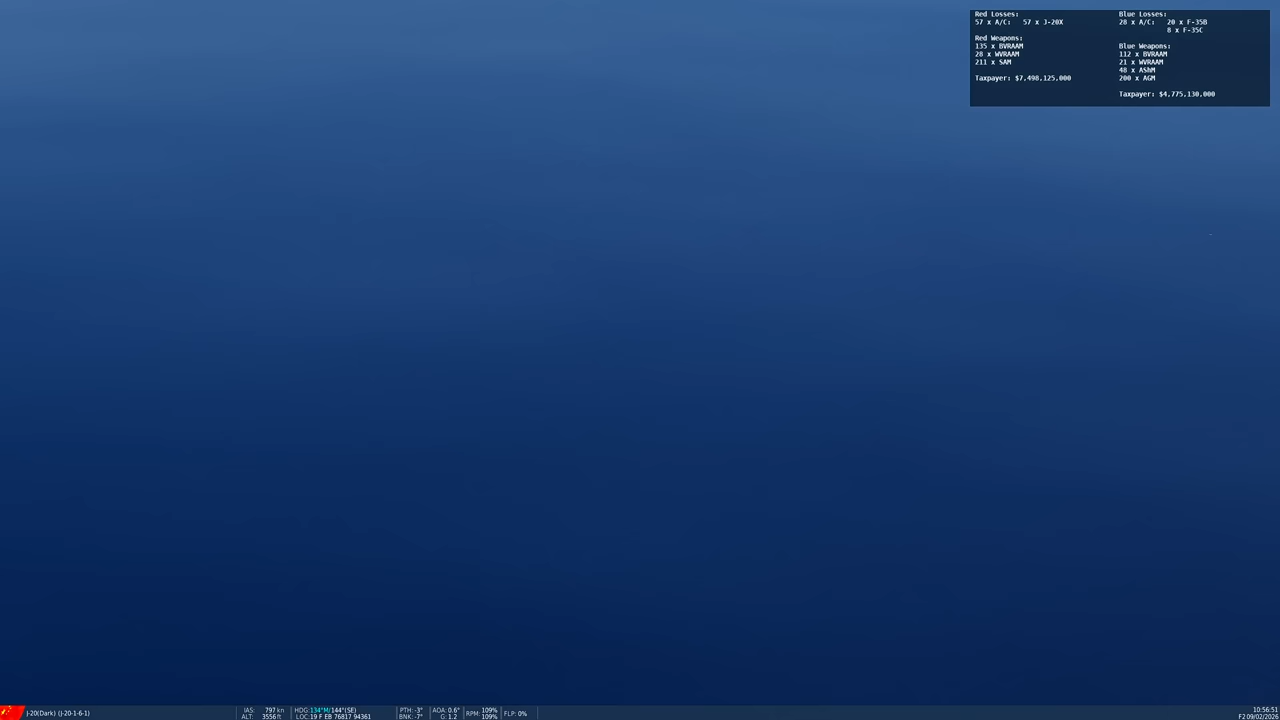 Red Losses:
57 x A/C: 57 x J-20X
Red Weapons:
135 x BVRAAM
28 x WVRAAM
211 x SAM
Taxpayer: $7,498,125,000
Blue Losses:
28 x A/C: 20 x F-35B
8 x F-35C
Blue Weapons:
112 x BVRAAM
21 x WVRAAM
48 x AShM
200 x AGM
Taxpayer: $4,775,130,000
J-20(Dark) (J-20-1-6-1)
IAS: 797 kn
ALT: 3556 ft
HDG: 134°M/144°(SE)
LOC: 19 F EB 76817 94361
PTH: -3°
BNK: -7°
AOA: 0.6°
G: 1.2
RPM: 109%
109%
FLP: 0%
10:56:51
F2 09/02/2026